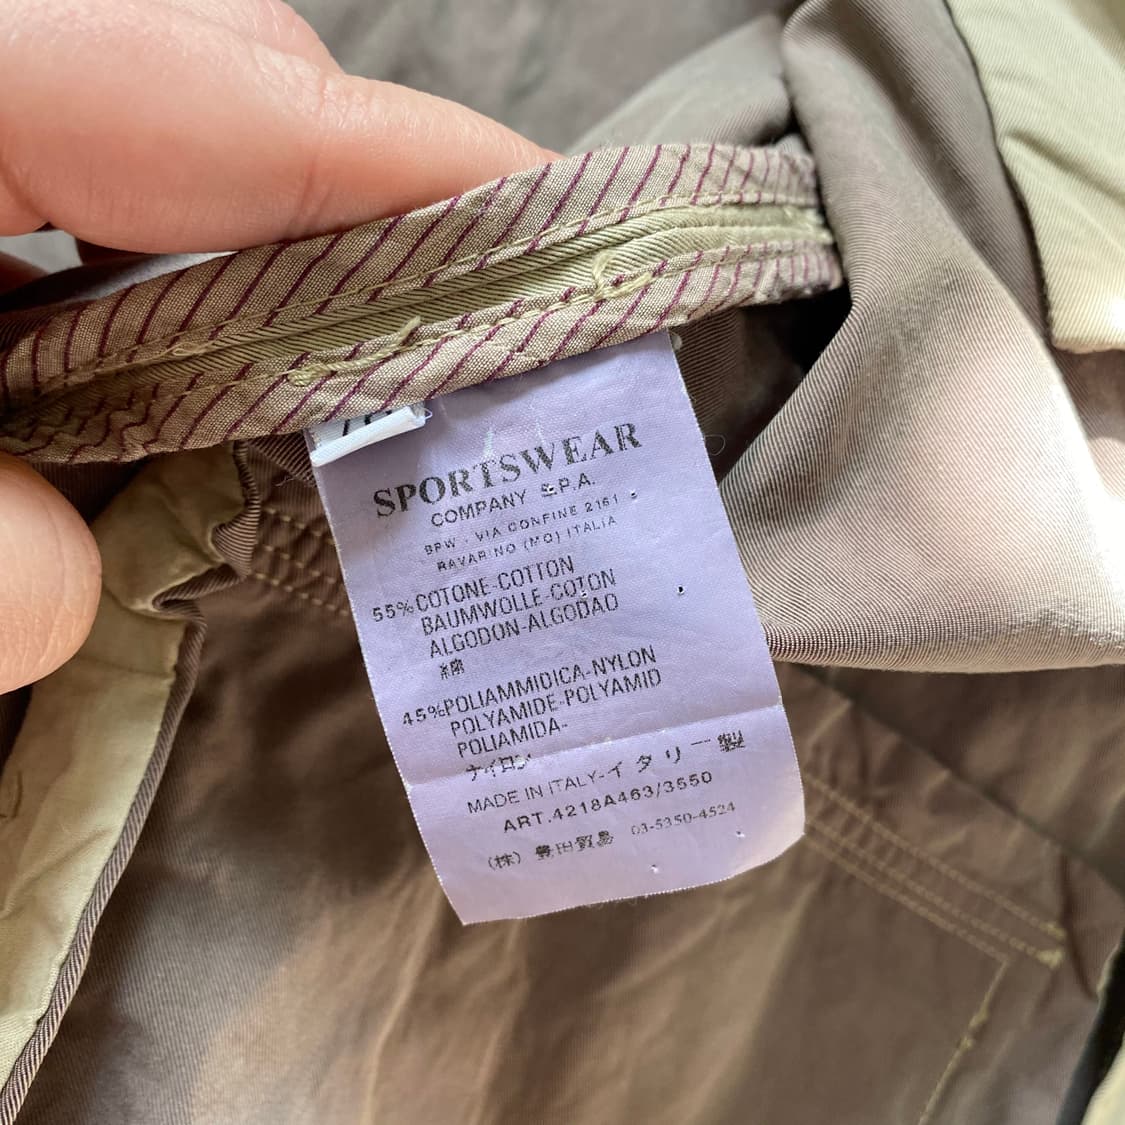 SPORTSWEAR
COMPANY S.P.A.
SPW - VIA CONFINE 2161
RAVARINO (MO) ITALIA
55%COTONE-COTTON
BAUMWOLLE-COTON
ALGODON-ALGODAO
綿
45%POLIAMMIDICA-NYLON
POLYAMIDE-POLYAMID
POLIAMIDA-
ナイロン
MADE IN ITALY-イタリー製
ART.4218A463/3550
(株) 豊田貿易 03-5350-4524